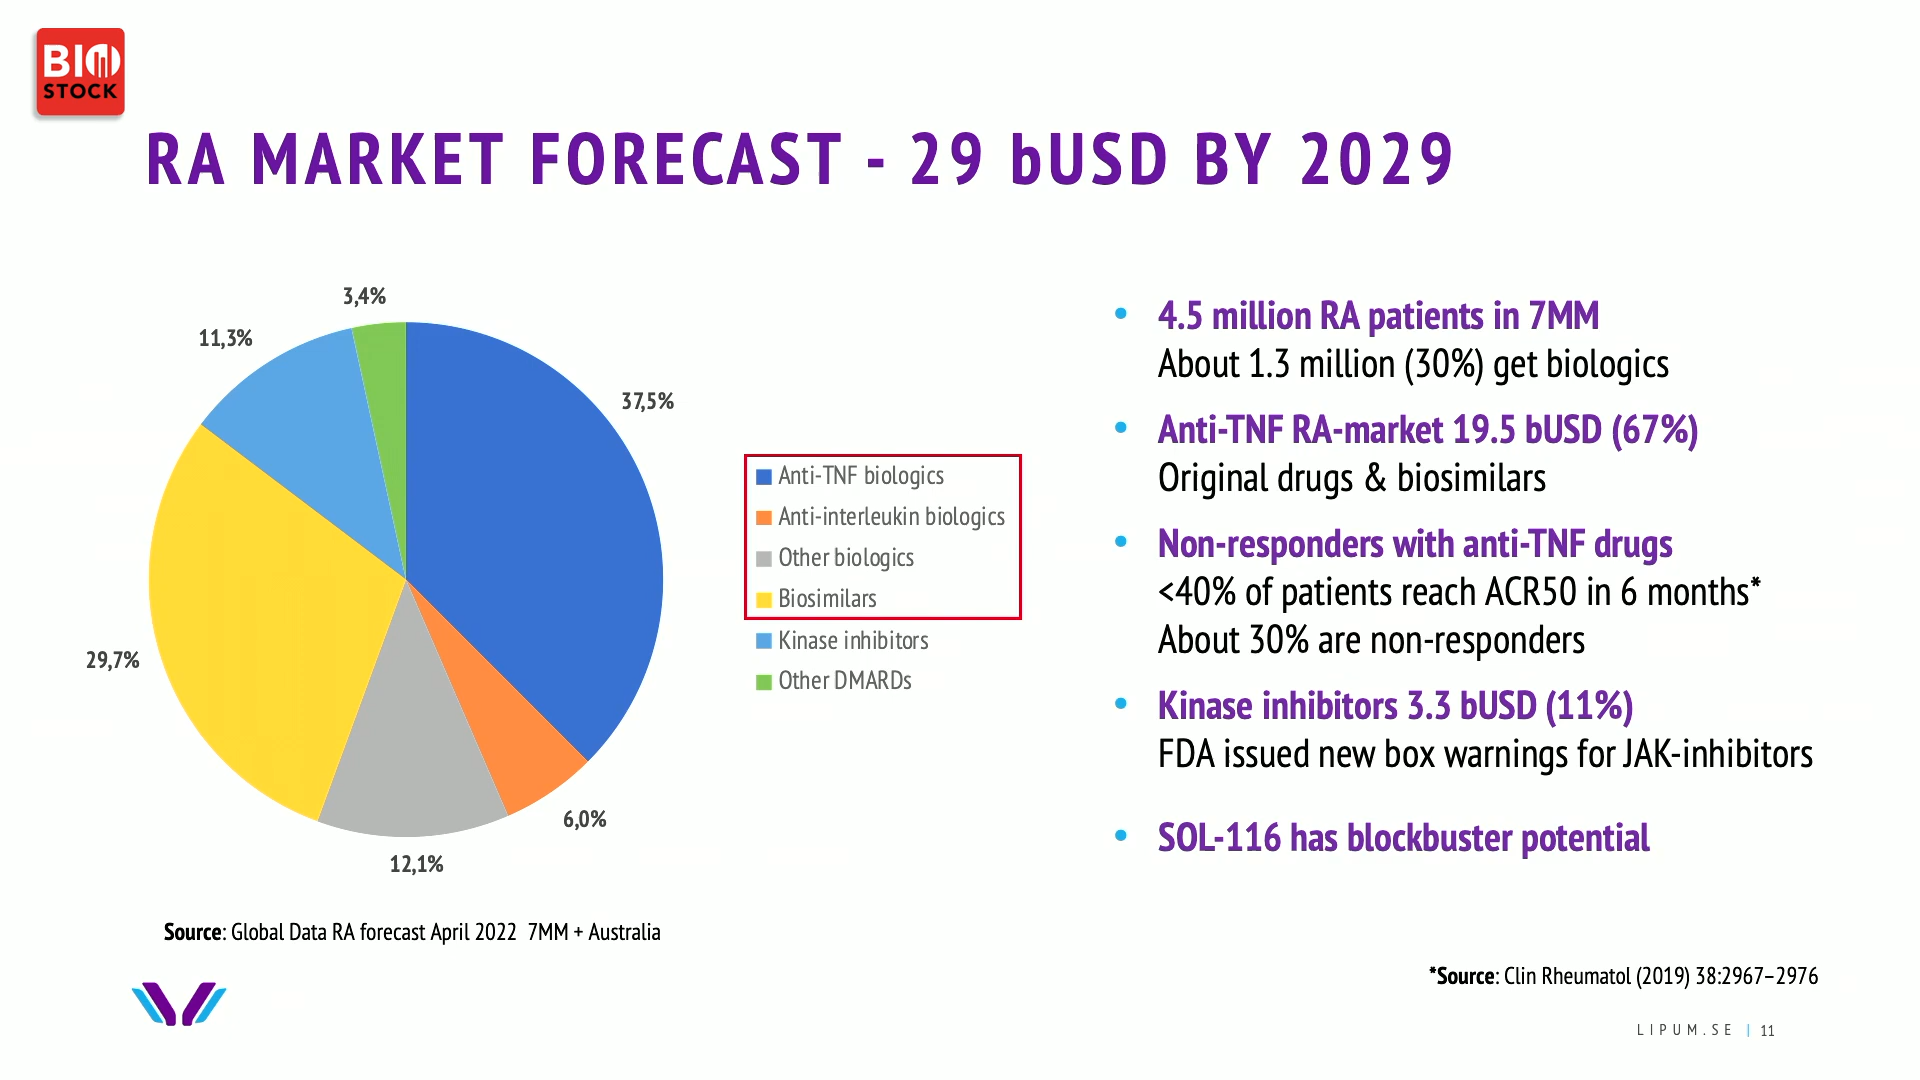 BIO
STOCK
RA MARKET FORECAST - 29 bUSD BY 2029
3,4%
11,3%
37,5%
29,7%
6,0%
12,1%
Anti-TNF biologics
Anti-interleukin biologics
Other biologics
Biosimilars
Kinase inhibitors
Other DMARDs
Source: Global Data RA forecast April 2022 7MM + Australia
• 4.5 million RA patients in 7MM
About 1.3 million (30%) get biologics
• Anti-TNF RA-market 19.5 bUSD (67%)
Original drugs & biosimilars
• Non-responders with anti-TNF drugs
<40% of patients reach ACR50 in 6 months*
About 30% are non-responders
• Kinase inhibitors 3.3 bUSD (11%)
FDA issued new box warnings for JAK-inhibitors
• SOL-116 has blockbuster potential
*Source: Clin Rheumatol (2019) 38:2967–2976
LIPUM.SE | 11